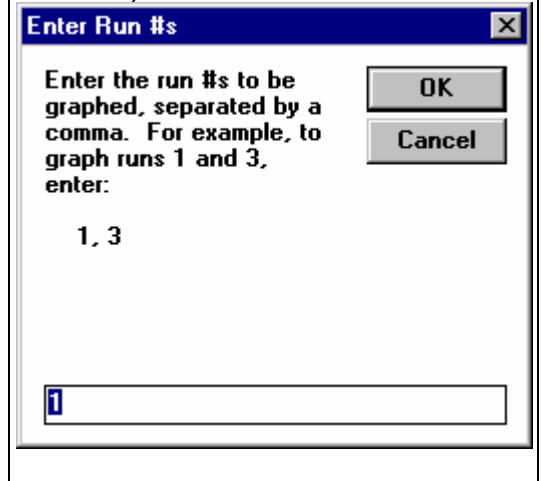 Enter Run #s
Enter the run #s to be
graphed, separated by a
comma. For example, to
graph runs 1 and 3,
enter:
1, 3
OK
Cancel
1